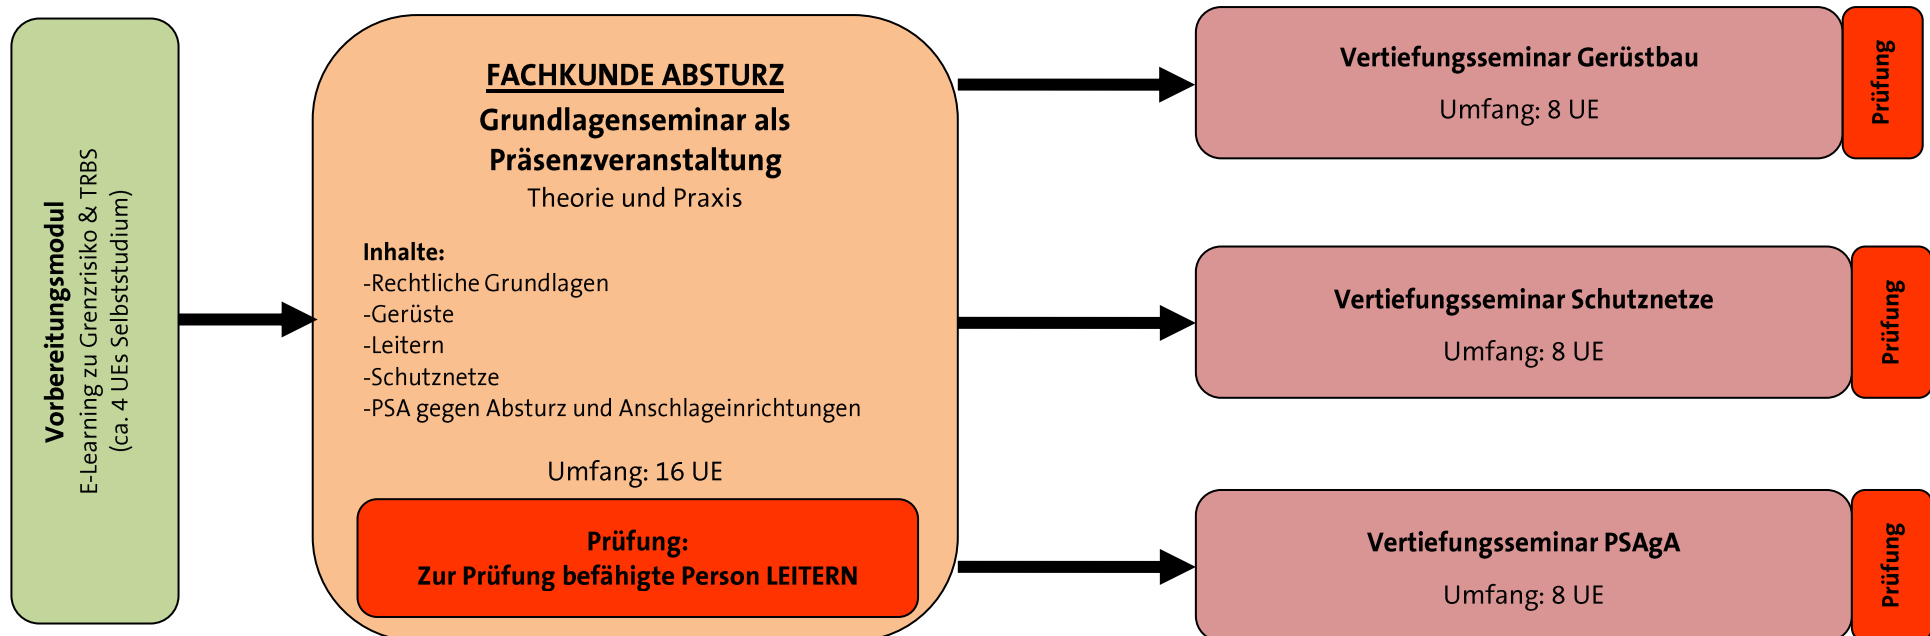 Vorbereitungsmodul
E-Learning zu Grenzrisiko & TRBS
(ca. 4 UEs Selbststudium)
FACHKUNDE ABSTURZ
Grundlagenseminar als
Präsenzveranstaltung
Theorie und Praxis
Inhalte:
-Rechtliche Grundlagen
-Gerüste
-Leitern
-Schutznetze
-PSA gegen Absturz und Anschlageinrichtungen
Umfang: 16 UE
Prüfung:
Zur Prüfung befähigte Person LEITERN
Vertiefungsseminar Gerüstbau
Umfang: 8 UE
Prüfung
Vertiefungsseminar Schutznetze
Umfang: 8 UE
Prüfung
Vertiefungsseminar PSAgA
Umfang: 8 UE
Prüfung